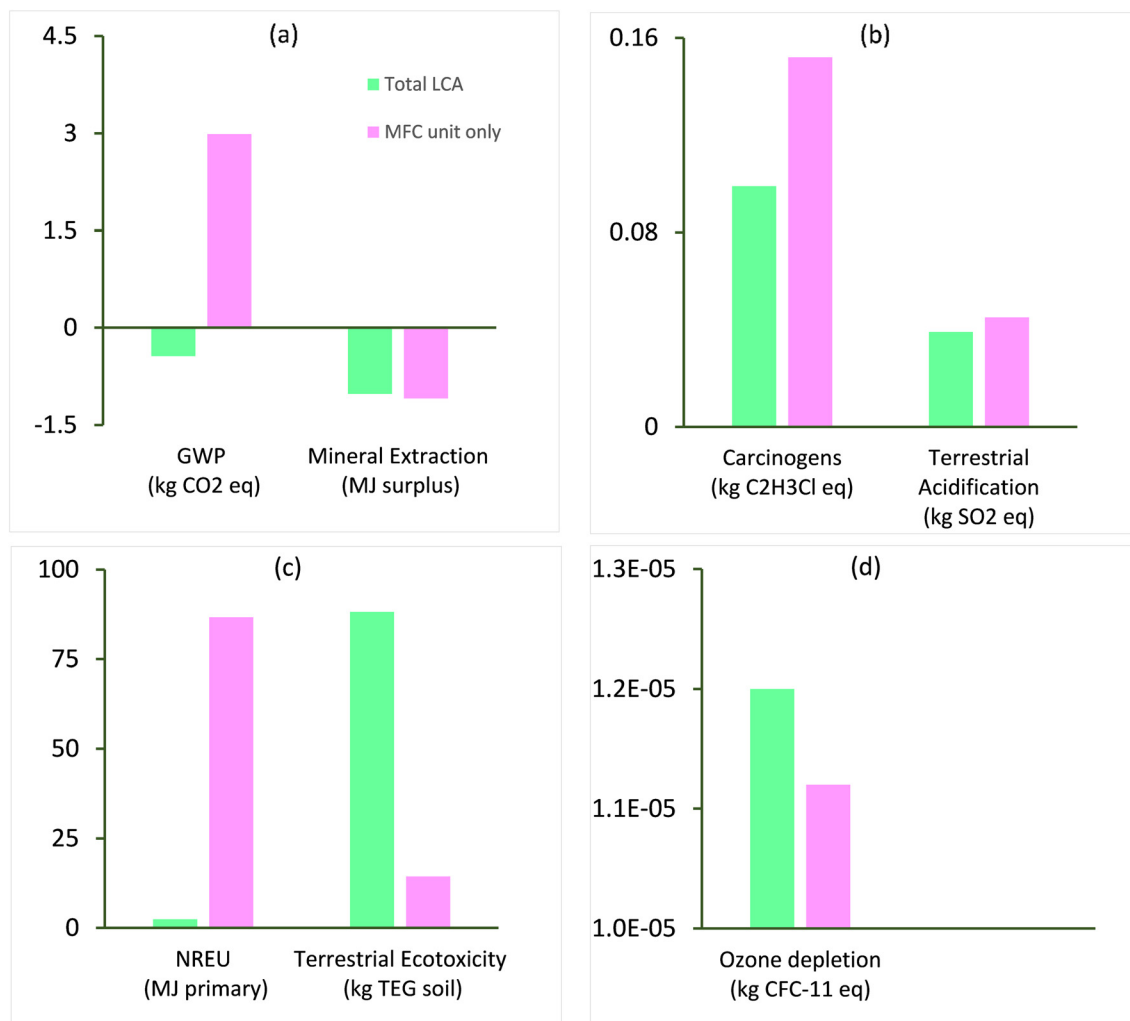 (a)
4.5
3
1.5
0
-1.5
Total LCA
MFC unit only
GWP
(kg CO2 eq)
Mineral Extraction
(MJ surplus)
(b)
0.16
0.08
0
Carcinogens
(kg C2H3Cl eq)
Terrestrial
Acidification
(kg SO2 eq)
(c)
100
75
50
25
0
NREU
(MJ primary)
Terrestrial Ecotoxicity
(kg TEG soil)
(d)
1.3E-05
1.2E-05
1.1E-05
1.0E-05
Ozone depletion
(kg CFC-11 eq)